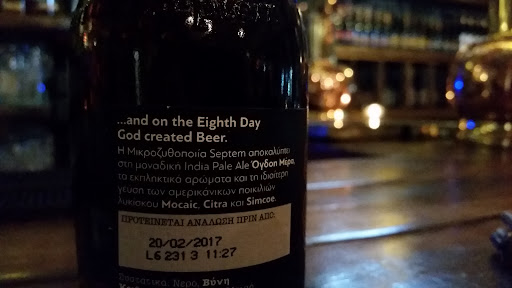 ...and on the Eighth Day
God created Beer.
Η Μικροζυθοποιία Septem αποκαλύπτει
στη μοναδική India Pale Ale Όγδοη Μέρα,
τα εκπληκτικά αρώματα και τη ιδιαίτερη
γεύση των αμερικανικών ποικιλιών
λυκίσκου Mocaic, Citra και Simcoe.
ΠΡΟΤΕΙΝΕΤΑΙ ΑΝΑΛΩΣΗ ΠΡΙΝ ΑΠΟ:
20/02/2017
L6 231 3 11:27
Συστατικά: Νερό, Βύνη